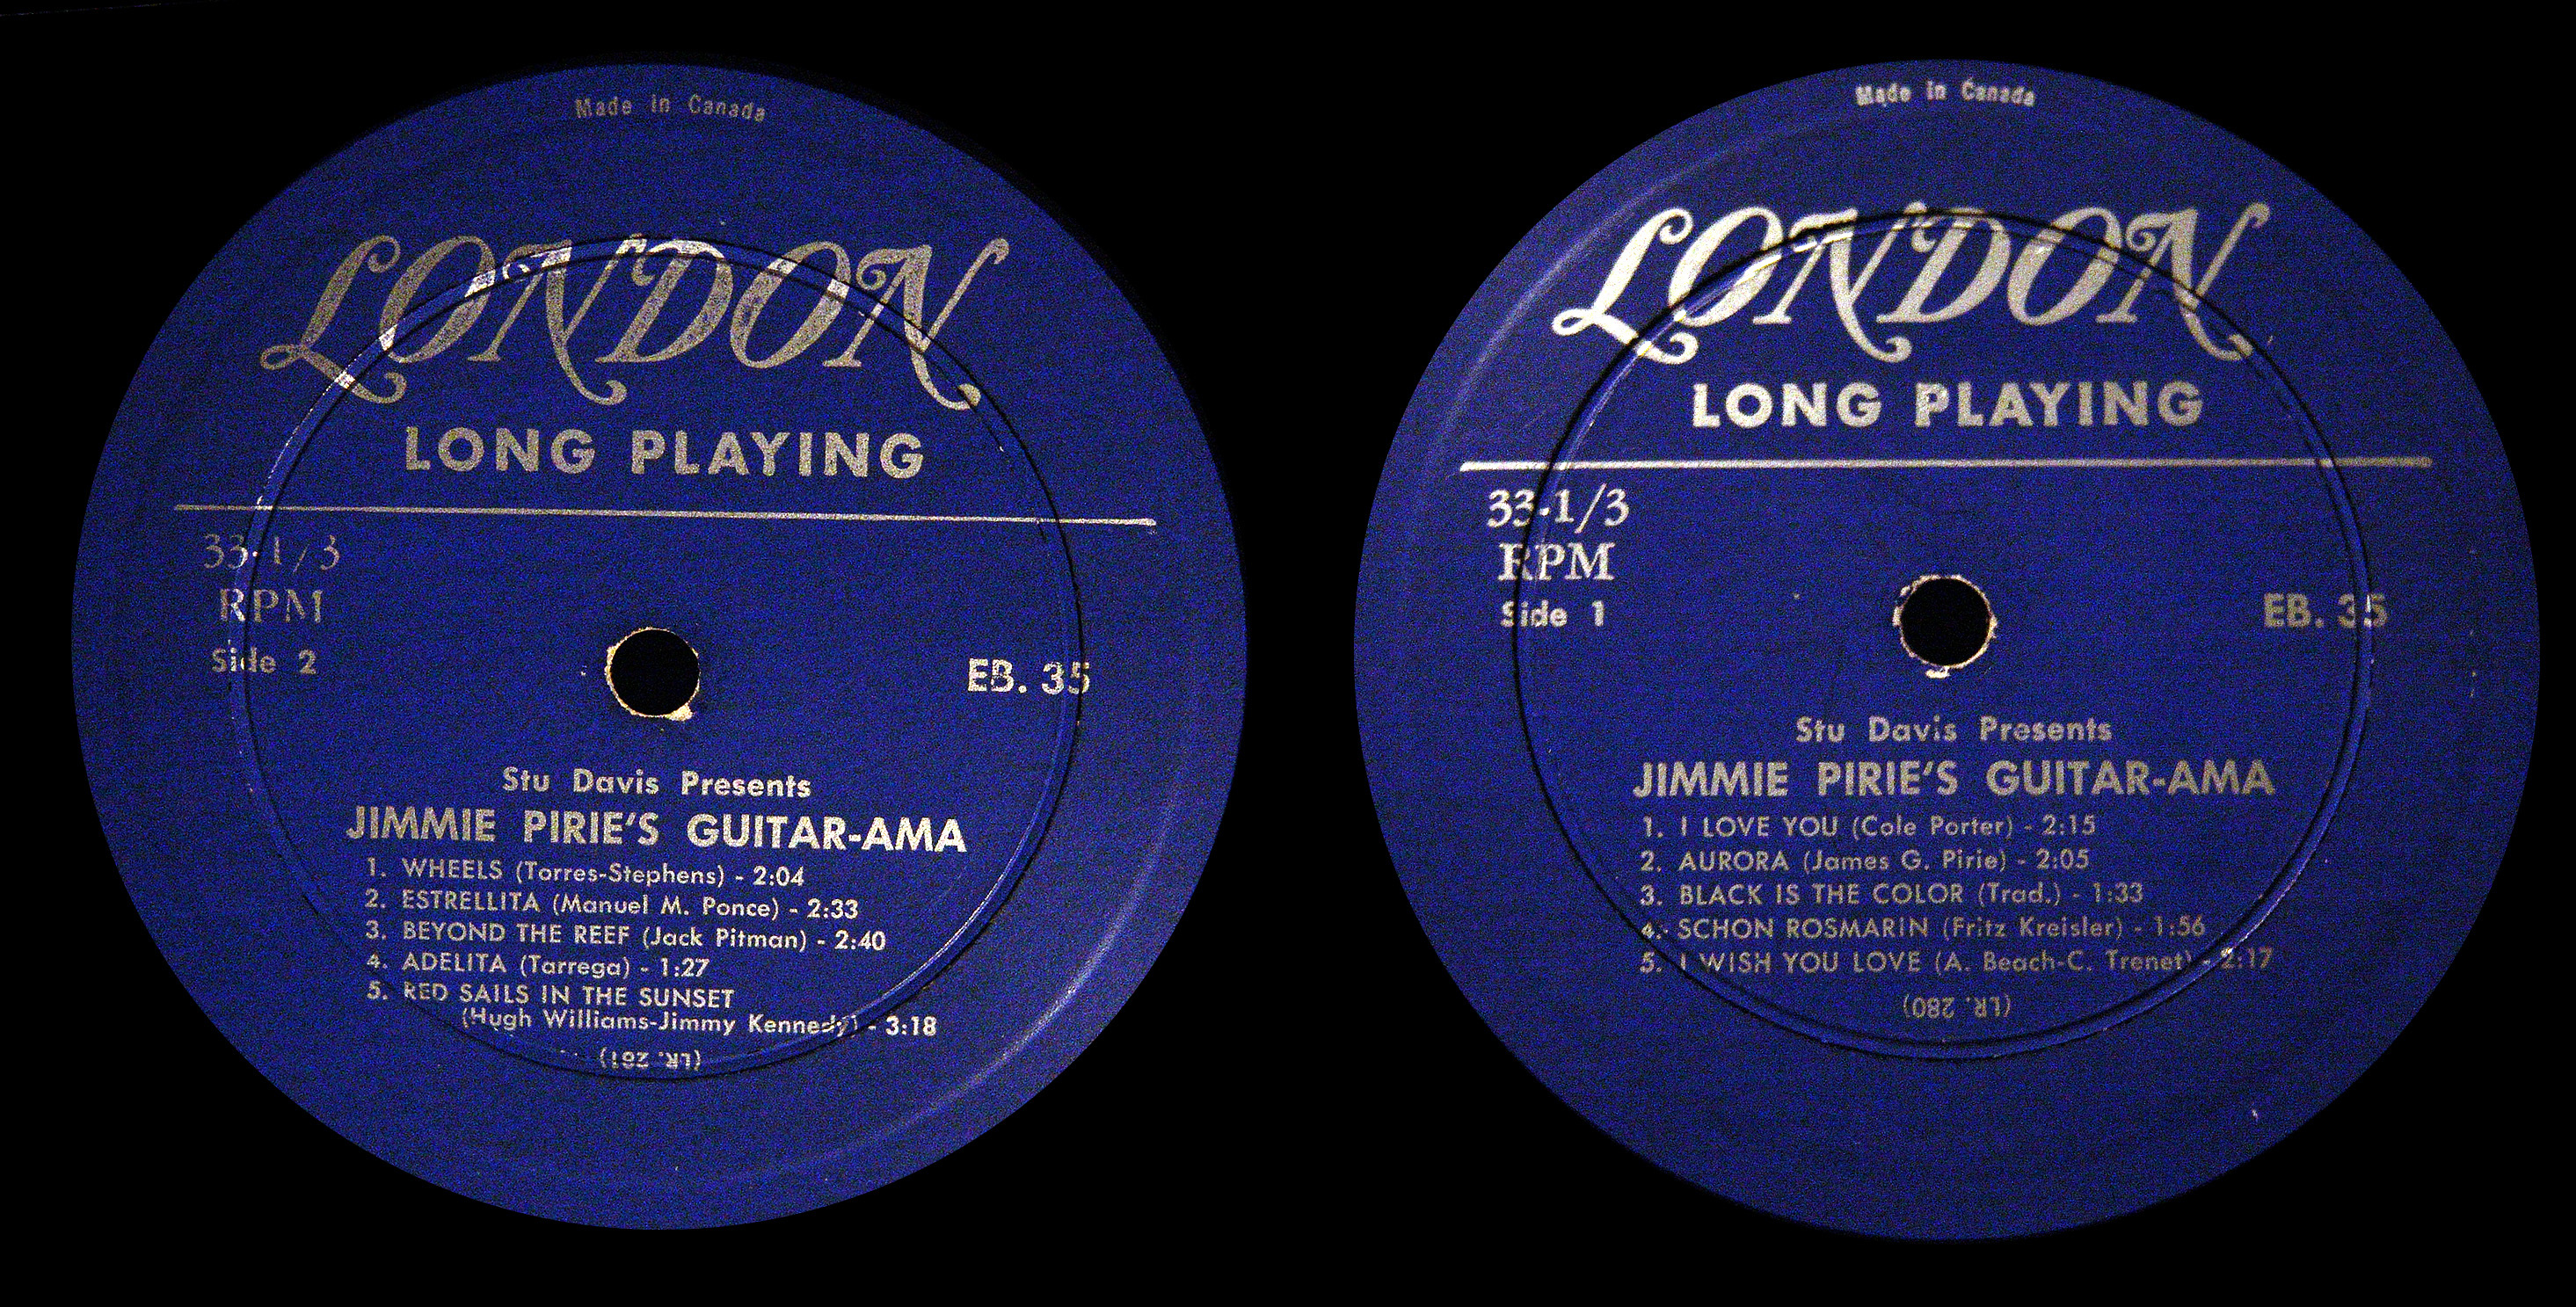 Made in Canada
LONDON
LONG PLAYING
33·1/3
RPM
Side 2
EB. 35
Stu Davis Presents
JIMMIE PIRIE'S GUITAR-AMA
1. WHEELS (Torres-Stephens) - 2:04
2. ESTRELLITA (Manuel M. Ponce) - 2:33
3. BEYOND THE REEF (Jack Pitman) - 2:40
4. ADELITA (Tarrega) - 1:27
5. RED SAILS IN THE SUNSET
(Hugh Williams-Jimmy Kennedy) - 3:18
(LR. 281)
Made in Canada
LONDON
LONG PLAYING
33·1/3
RPM
Side 1
EB. 35
Stu Davis Presents
JIMMIE PIRIE'S GUITAR-AMA
1. I LOVE YOU (Cole Porter) - 2:15
2. AURORA (James G. Pirie) - 2:05
3. BLACK IS THE COLOR (Trad.) - 1:33
4. SCHON ROSMARIN (Fritz Kreisler) - 1:56
5. I WISH YOU LOVE (A. Beach-C. Trenet) - 2:17
(LR. 280)